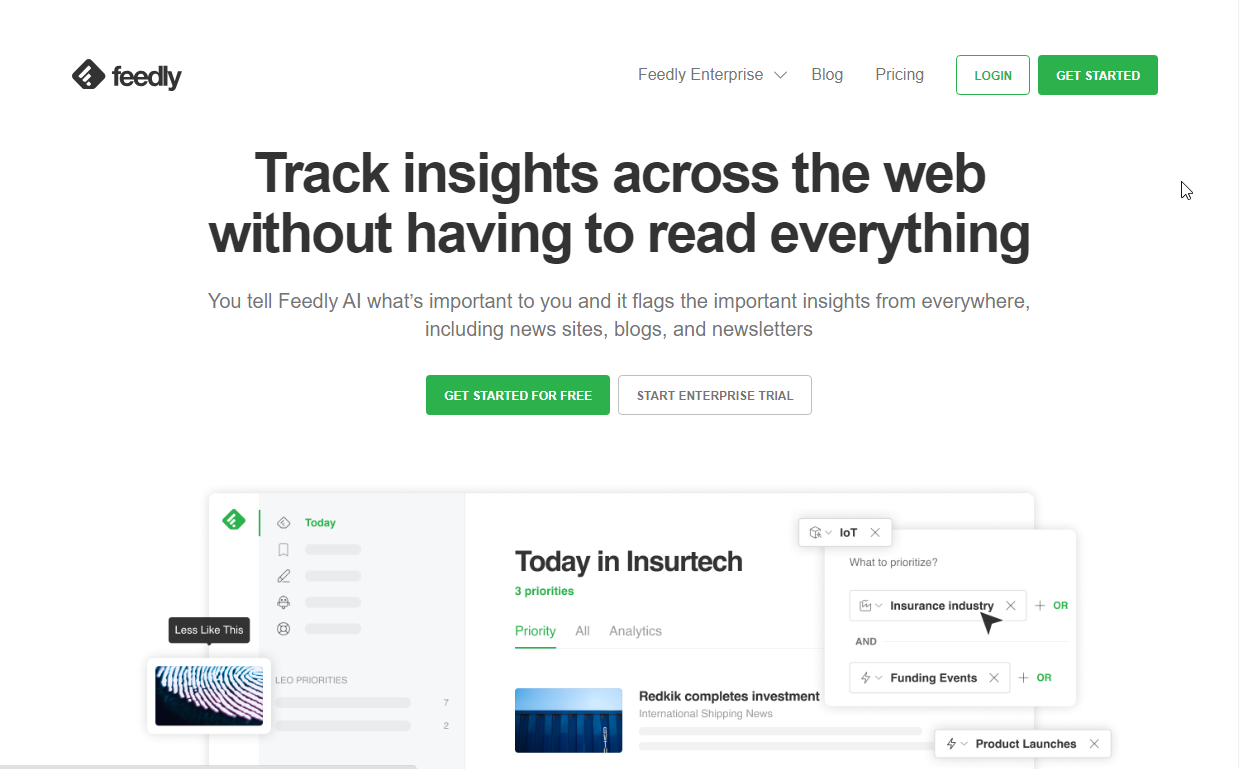 feedly
Feedly Enterprise
Blog
Pricing
LOGIN
GET STARTED
Track insights across the web
without having to read everything
You tell Feedly AI what’s important to you and it flags the important insights from everywhere,
including news sites, blogs, and newsletters
GET STARTED FOR FREE
START ENTERPRISE TRIAL
Today
Less Like This
LEO PRIORITIES
7
2
Today in Insurtech
3 priorities
Priority
All
Analytics
Redkik completes investment
International Shipping News
IoT
What to prioritize?
Insurance industry
OR
AND
Funding Events
OR
Product Launches